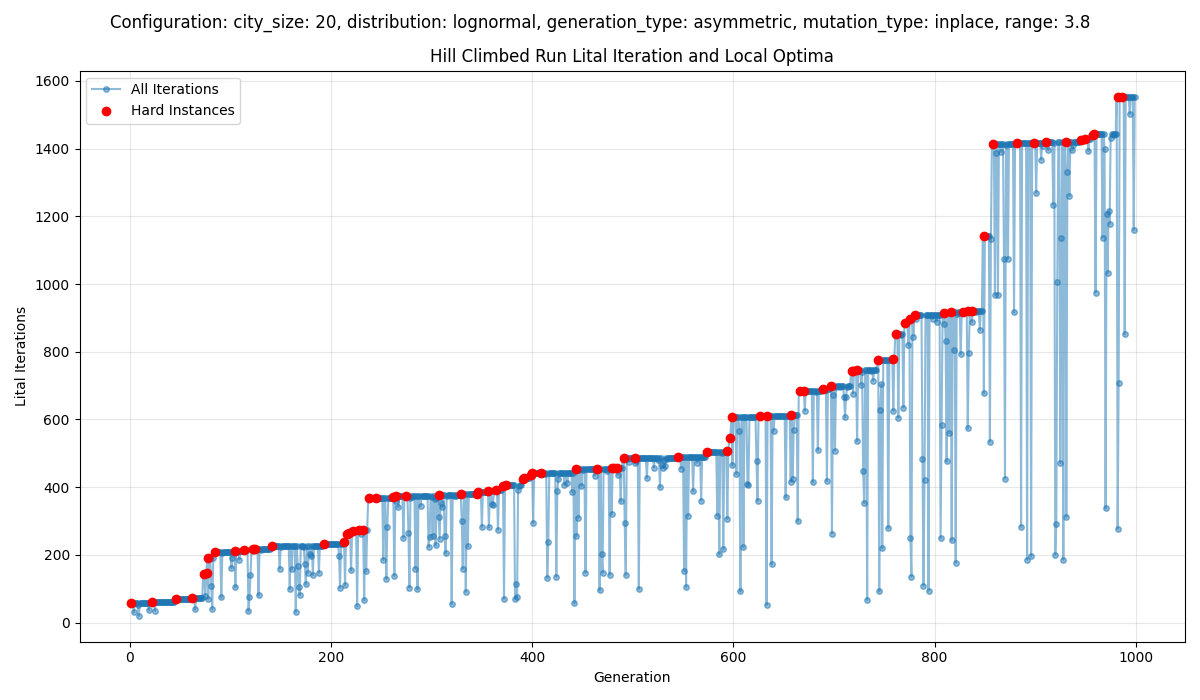 Configuration: city_size: 20, distribution: lognormal, generation_type: asymmetric, mutation_type: inplace, range: 3.8
Hill Climbed Run Lital Iteration and Local Optima
All Iterations
Hard Instances
1600
1400
1200
1000
800
600
400
200
0
Lital Iterations
0 200 400 600 800 1000
Generation